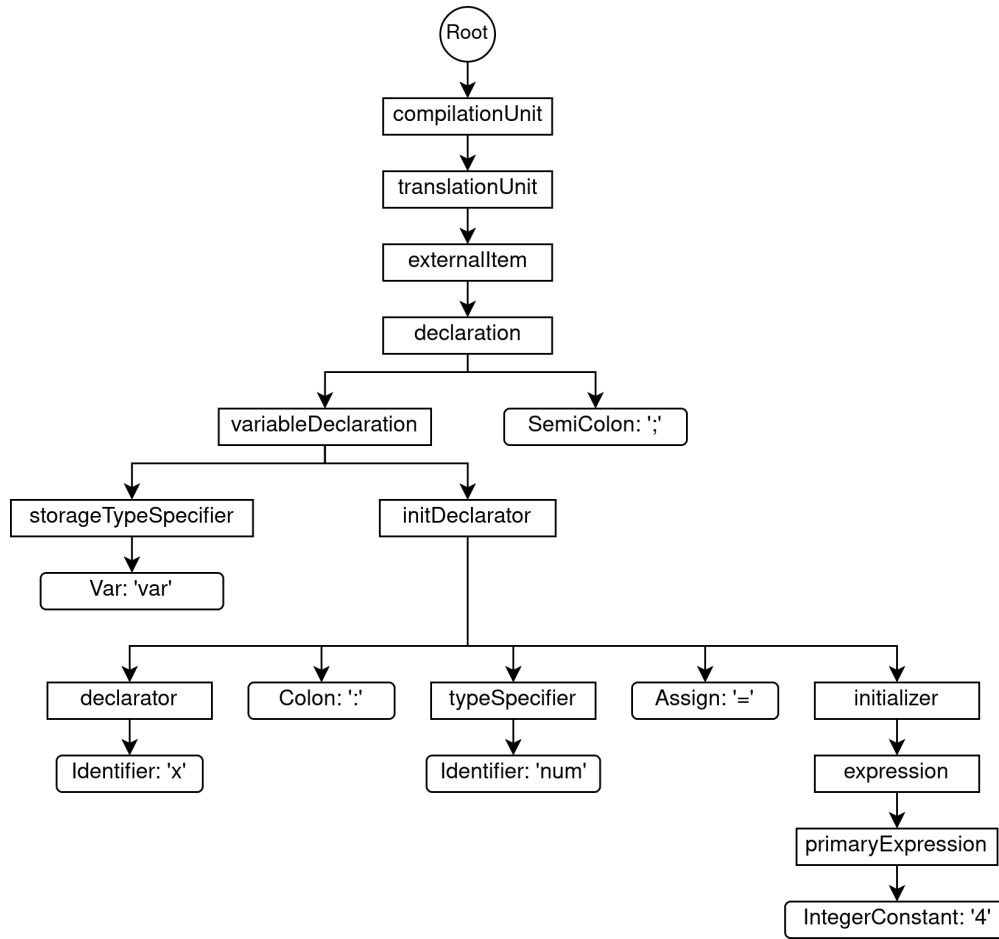 Root
compilationUnit
translationUnit
externalItem
declaration
variableDeclaration
SemiColon: ';'
storageTypeSpecifier
initDeclarator
Var: 'var'
declarator
Colon: ':'
typeSpecifier
Assign: '='
initializer
Identifier: 'x'
Identifier: 'num'
expression
primaryExpression
IntegerConstant: '4'